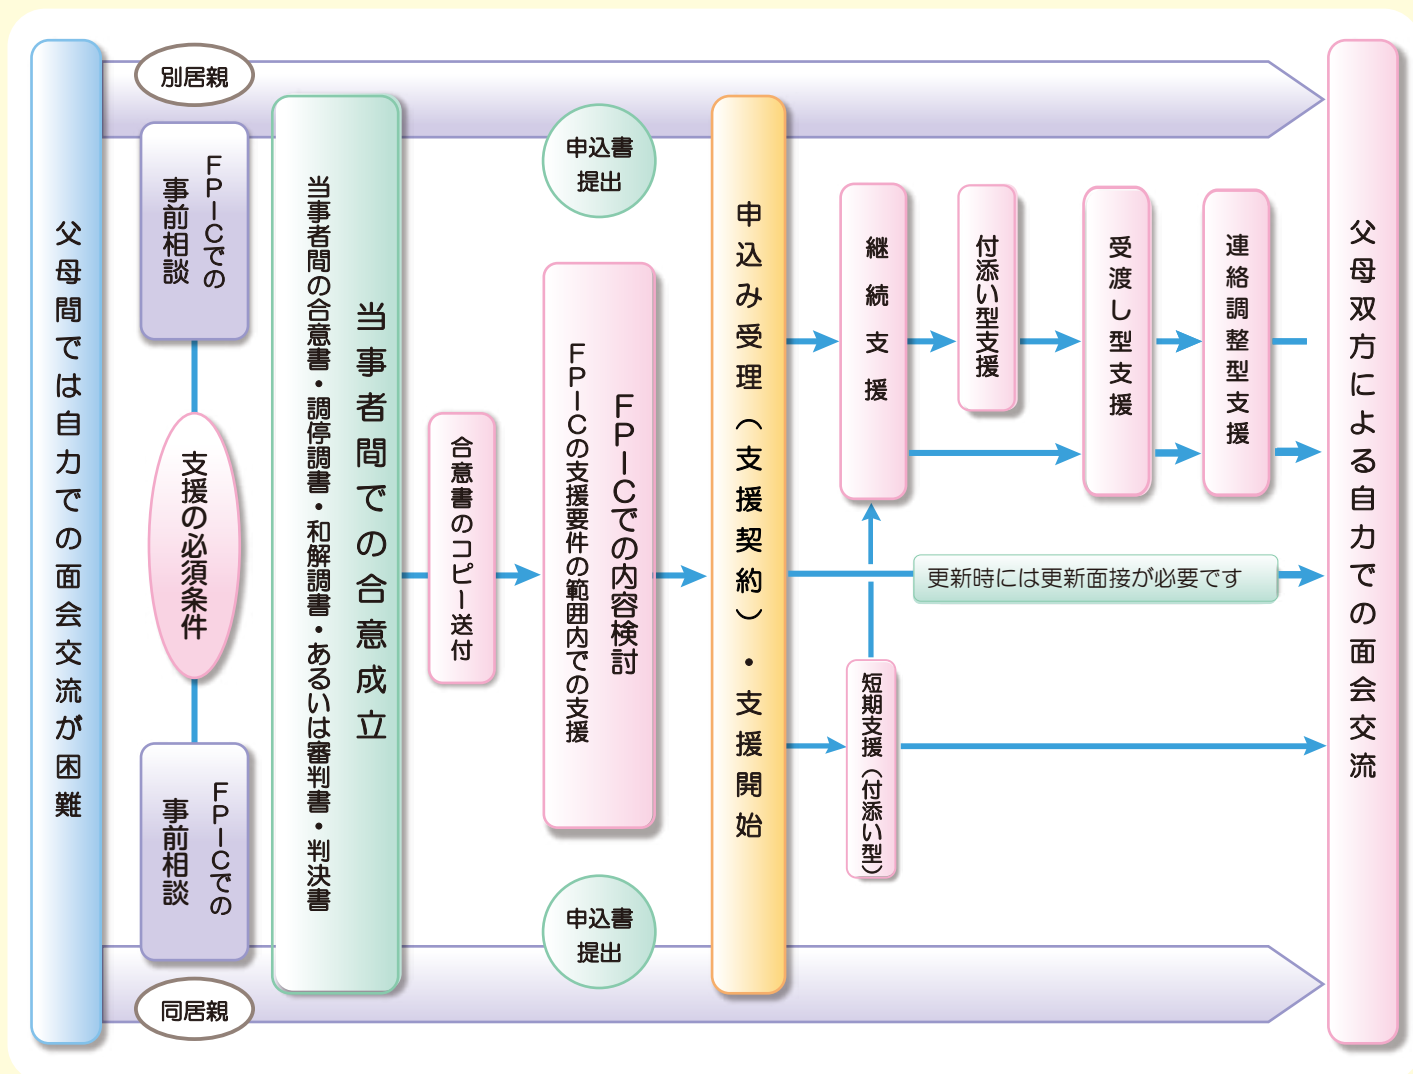 父母間では自力での面会交流が困難
別居親
FPICでの
事前相談
支援の必須条件
FPICでの
事前相談
同居親
当事者間での合意成立
当事者間の合意書・調停調書・和解調書・あるいは審判書・判決書
合意書のコピー送付
申込書
提出
FPICでの内容検討
FPICの支援要件の範囲内での支援
申込書
提出
申込み受理（支援契約）・支援開始
継続支援
付添い型支援
受渡し型支援
連絡調整型支援
更新時には更新面接が必要です
短期支援（付添い型）
父母双方による自力での面会交流